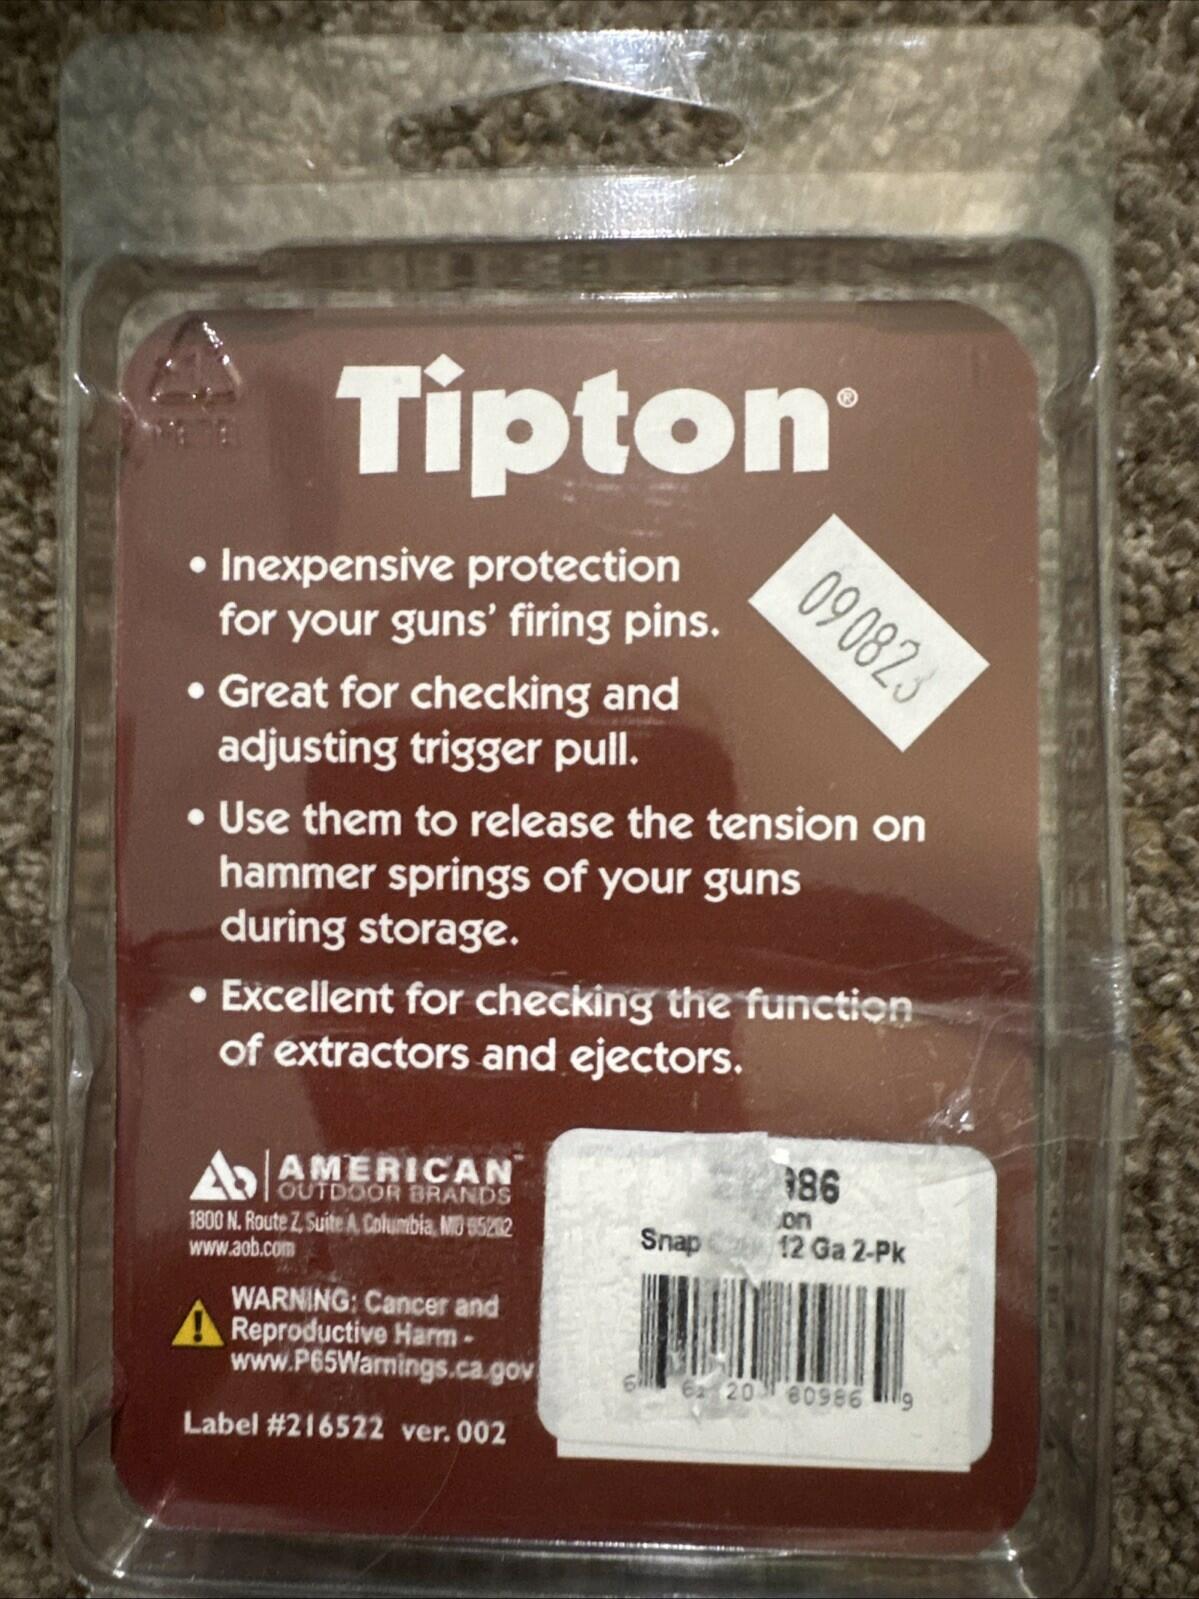 Tipton®
• Inexpensive protection
for your guns' firing pins.
090823
• Great for checking and
adjusting trigger pull.
• Use them to release the tension on
hammer springs of your guns
during storage.
• Excellent for checking the function
of extractors and ejectors.
AMERICAN™
OUTDOOR BRANDS
1800 N. Route Z, Suite A, Columbia, MO 65202
www.aob.com
WARNING: Cancer and
Reproductive Harm -
www.P65Warnings.ca.gov
Label #216522 ver. 002
986
on
Snap 12 Ga 2-Pk
6 20 80986 9